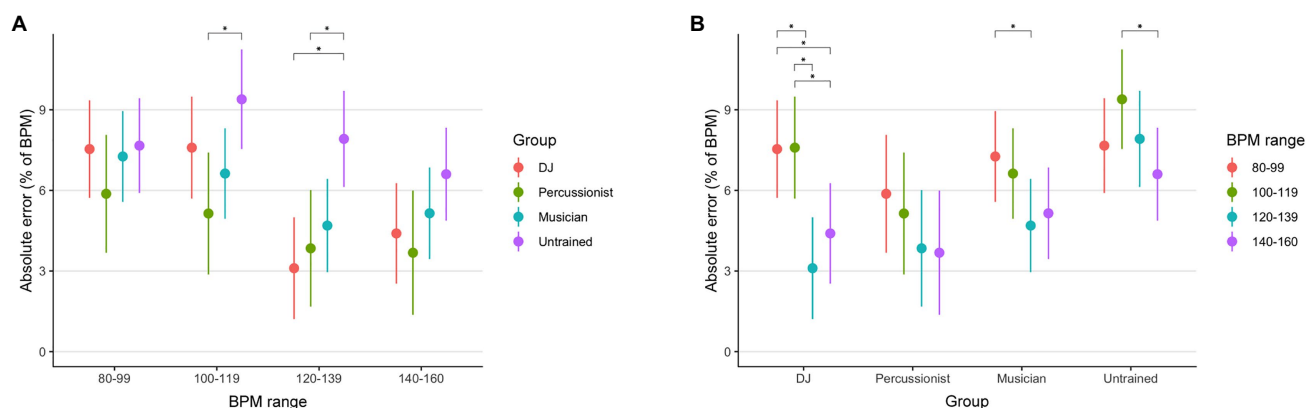 A
*
*
*
Absolute error (% of BPM)
9
6
3
0
80-99
100-119
120-139
140-160
BPM range
Group
DJ
Percussionist
Musician
Untrained
B
*
*
*
*
*
*
Absolute error (% of BPM)
9
6
3
0
DJ
Percussionist
Musician
Untrained
Group
BPM range
80-99
100-119
120-139
140-160